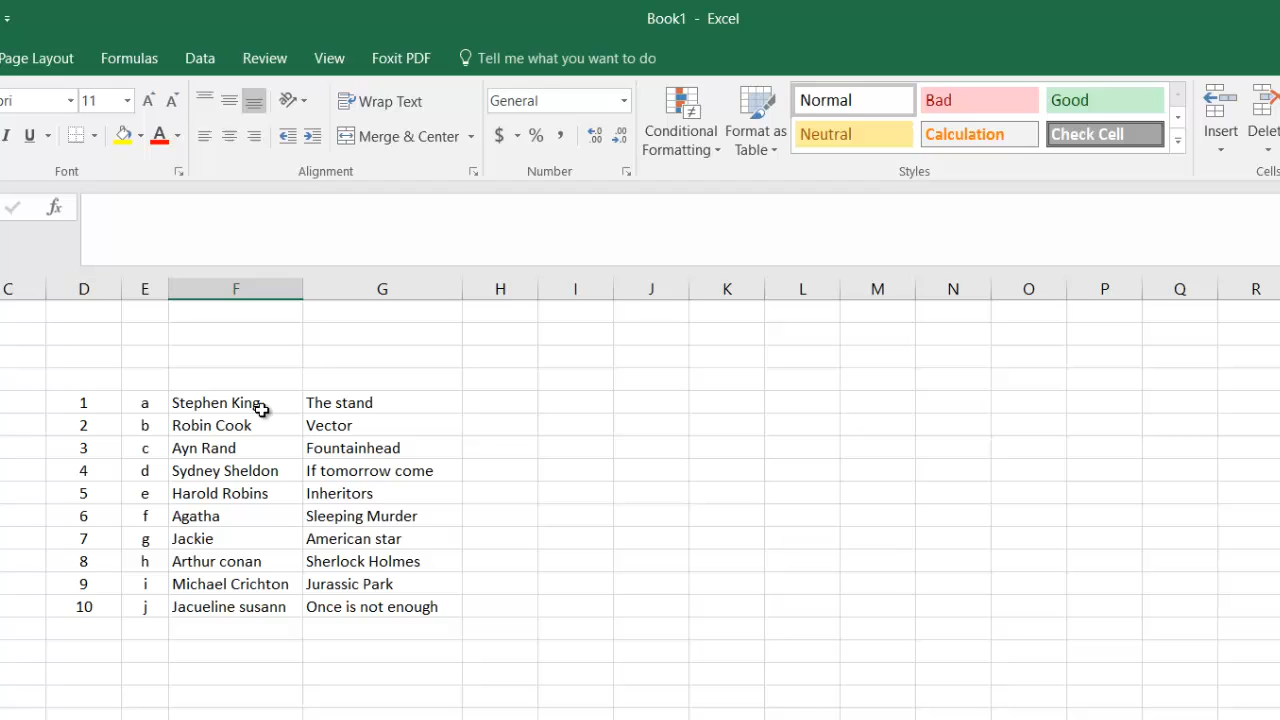 Book1 - Excel
Page Layout Formulas Data Review View Foxit PDF Tell me what you want to do
11 A A Wrap Text General Normal Bad Good
I U A Merge & Center $ % , .00 Conditional Formatting Format as Table Neutral Calculation Check Cell Insert
Font Alignment Number Styles
fx
C D E F G H I J K L M N O P Q R
1 a Stephen King The stand
2 b Robin Cook Vector
3 c Ayn Rand Fountainhead
4 d Sydney Sheldon If tomorrow come
5 e Harold Robins Inheritors
6 f Agatha Sleeping Murder
7 g Jackie American star
8 h Arthur conan Sherlock Holmes
9 i Michael Crichton Jurassic Park
10 j Jacueline susann Once is not enough